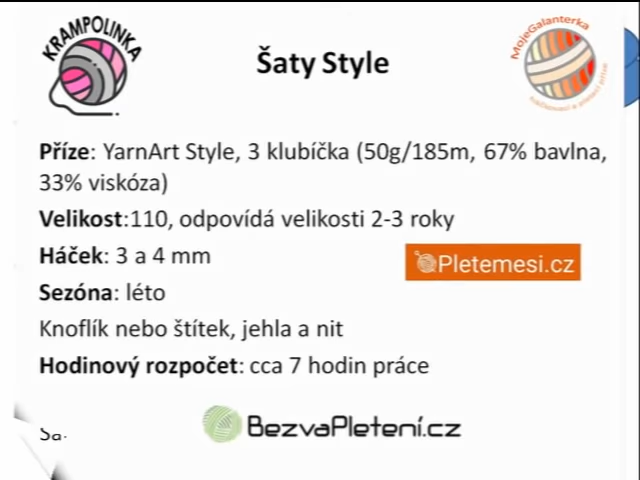 KRAMPOLINKA
MojeGalanterka
Šaty Style
Příze: YarnArt Style, 3 klubíčka (50g/185m, 67% bavlna,
33% viskóza)
Velikost:110, odpovídá velikosti 2-3 roky
Háček: 3 a 4 mm
Pletemesi.cz
Sezóna: léto
Knoflík nebo štítek, jehla a nit
Hodinový rozpočet: cca 7 hodin práce
BezvaPletení.cz